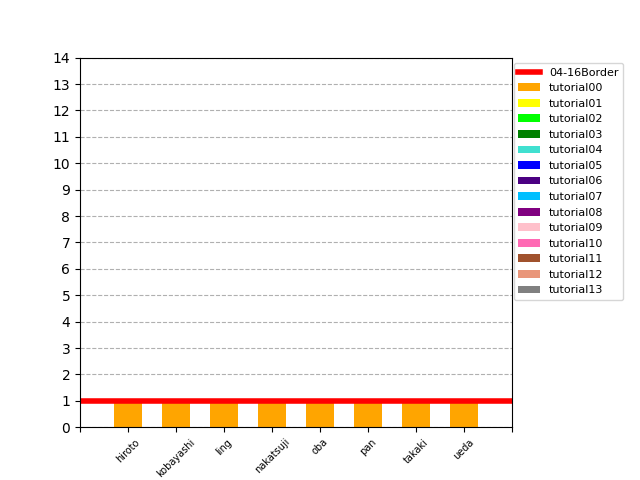 14
13
12
11
10
9
8
7
6
5
4
3
2
1
0
hiroto
kobayashi
ling
nakatsuji
oba
pan
takaki
ueda
04-16Border
tutorial00
tutorial01
tutorial02
tutorial03
tutorial04
tutorial05
tutorial06
tutorial07
tutorial08
tutorial09
tutorial10
tutorial11
tutorial12
tutorial13